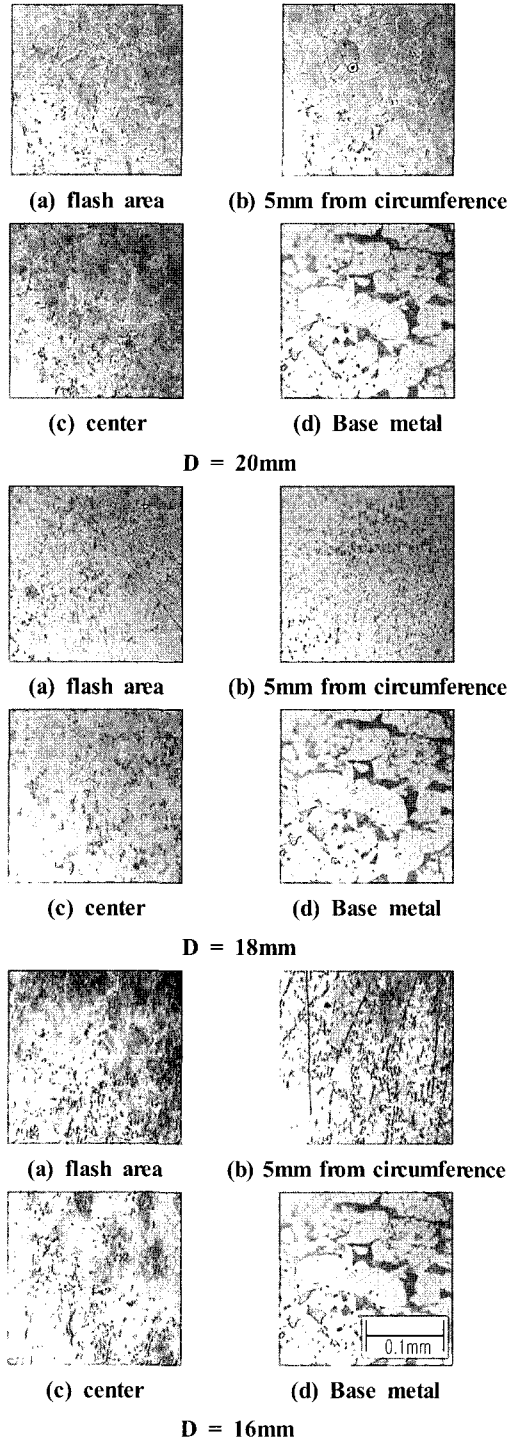 (a) flash area (b) 5mm from circumference
(c) center (d) Base metal
D = 20mm
(a) flash area (b) 5mm from circumference
(c) center (d) Base metal
D = 18mm
(a) flash area (b) 5mm from circumference
0.1mm
(c) center (d) Base metal
D = 16mm